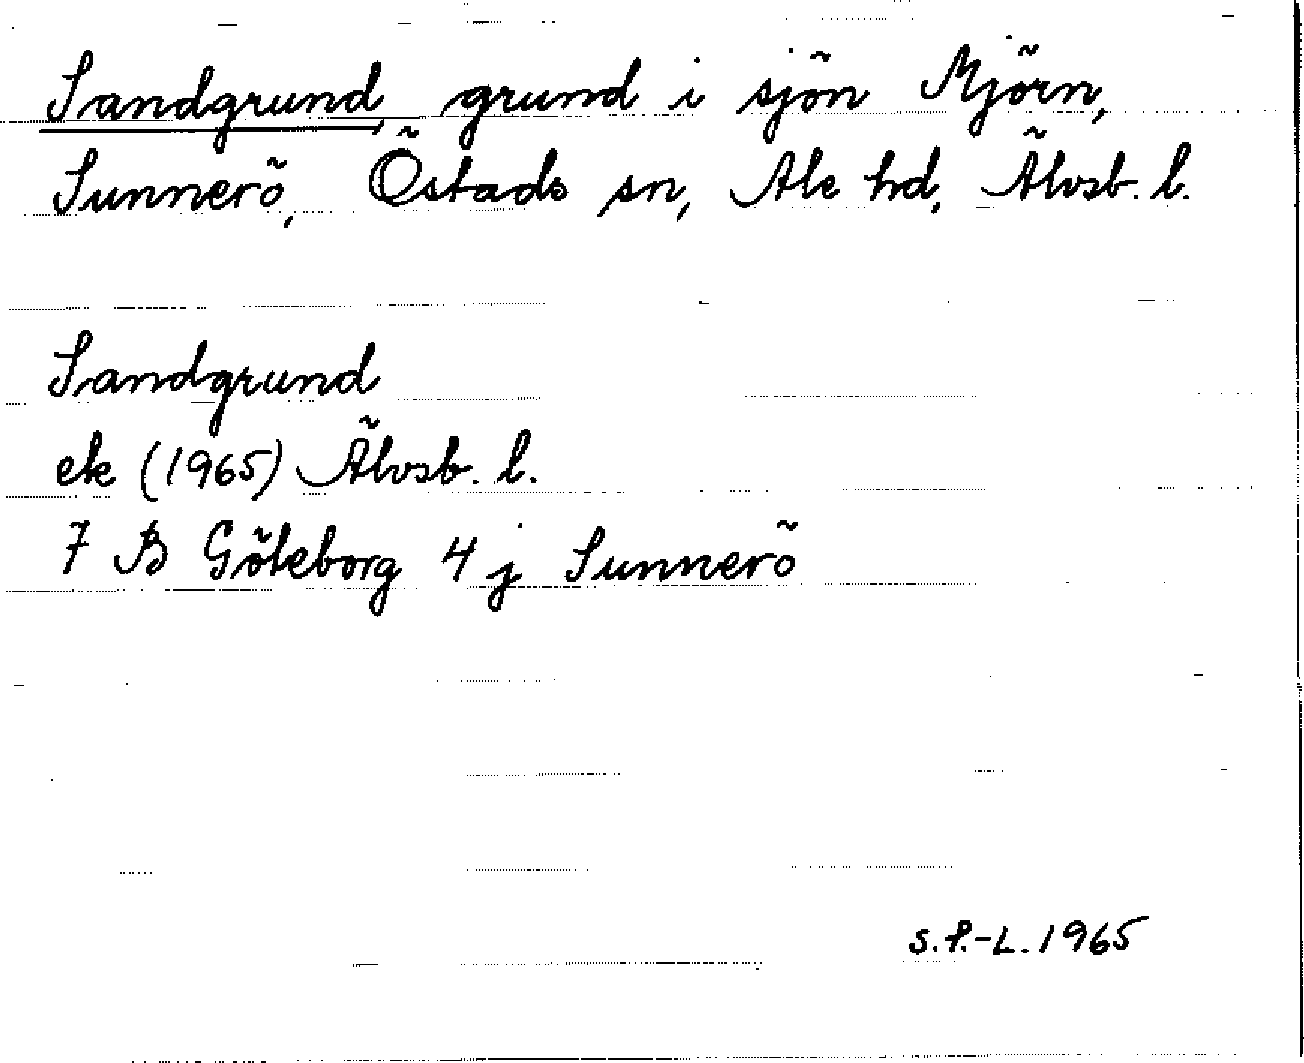 Sandgrund, grund i sjön Mjörn,
Sunnerö, Östads sn, Ale hd, Älvsb. l.
Sandgrund
ek (1965) Älvsb. l.
7 B Göteborg 4 j Sunnerö
S.P.-L. 1965